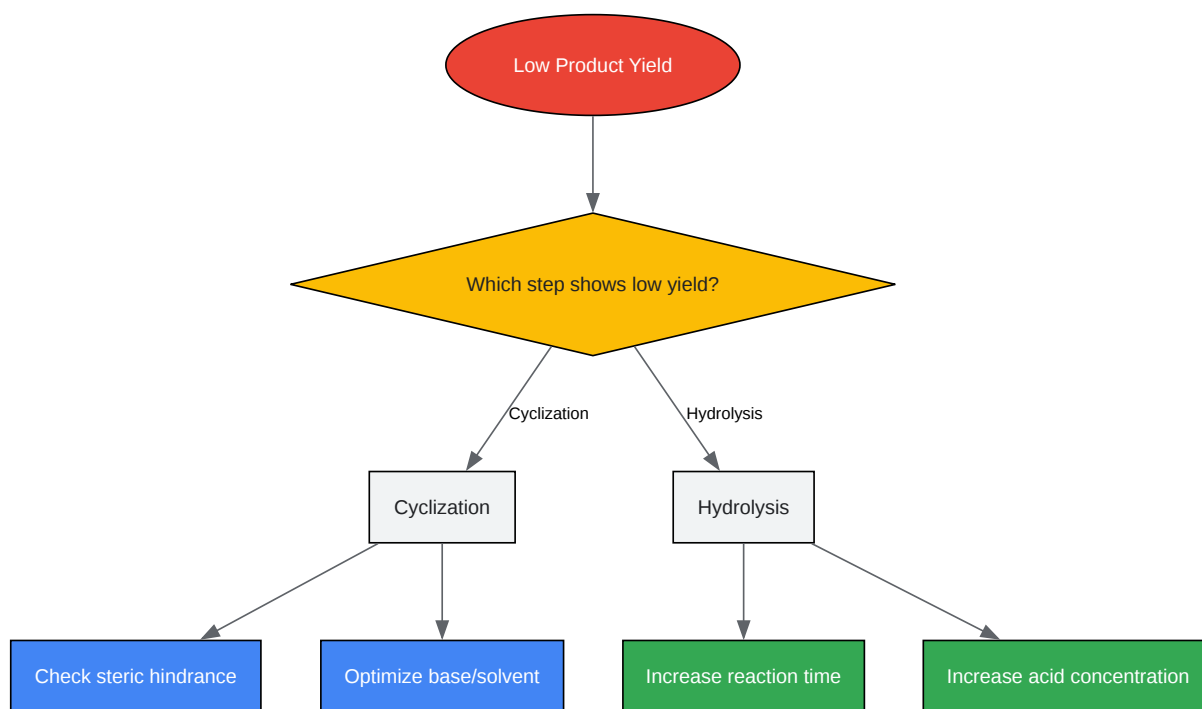 Low Product Yield
Which step shows low yield?
Cyclization
Hydrolysis
Cyclization
Hydrolysis
Check steric hindrance
Optimize base/solvent
Increase reaction time
Increase acid concentration